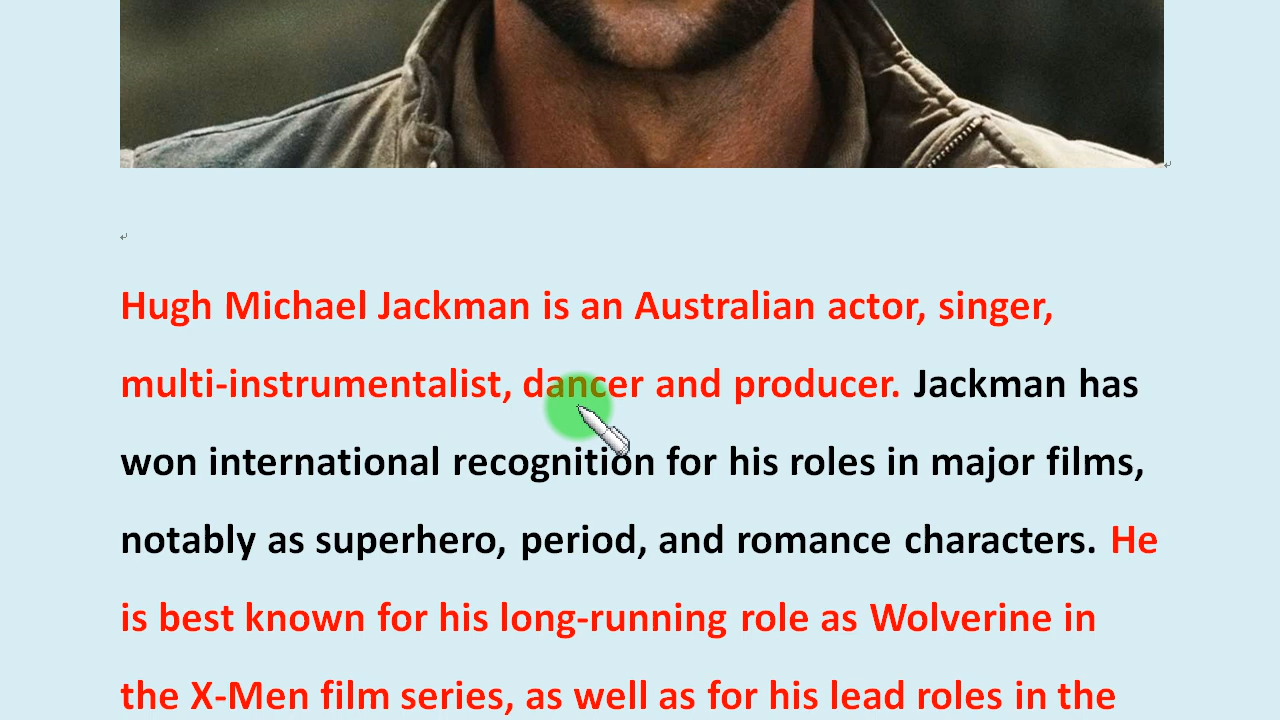 Hugh Michael Jackman is an Australian actor, singer,
multi-instrumentalist, dancer and producer. Jackman has
won international recognition for his roles in major films,
notably as superhero, period, and romance characters. He
is best known for his long-running role as Wolverine in
the X-Men film series, as well as for his lead roles in the